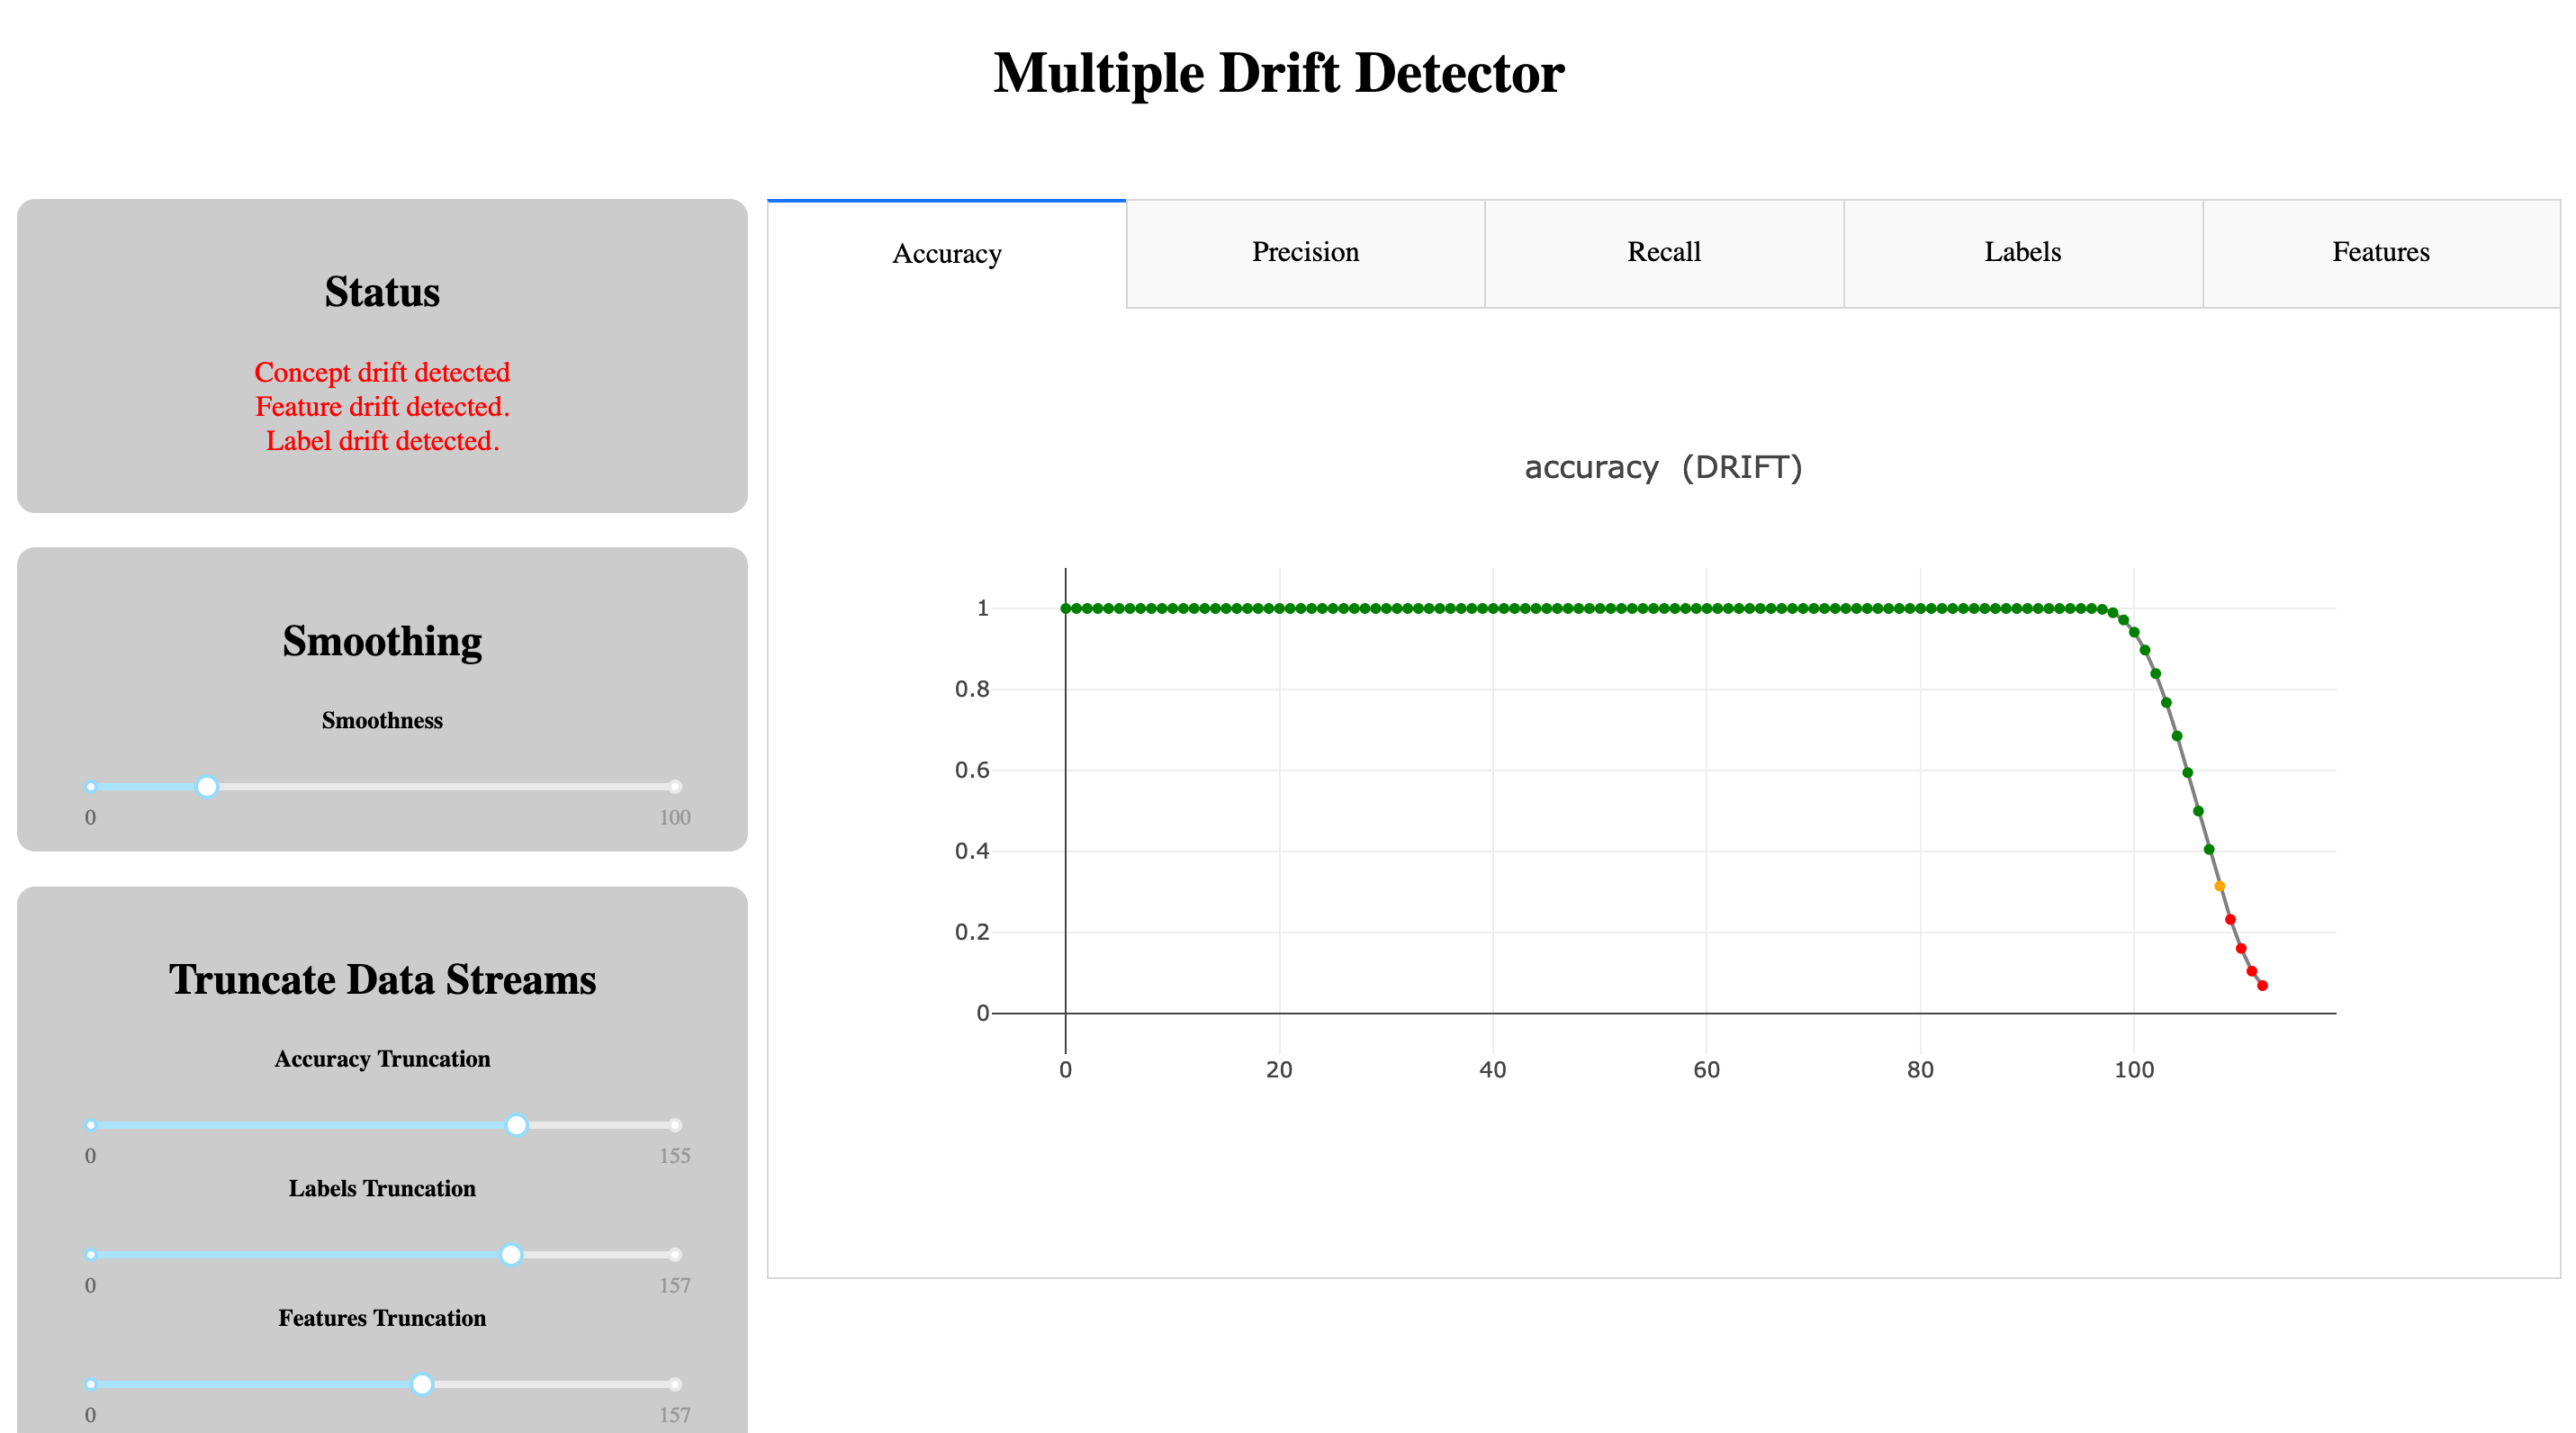 Multiple Drift Detector
Status
Concept drift detected
Feature drift detected.
Label drift detected.
Smoothing
Smoothness
0 100
Truncate Data Streams
Accuracy Truncation
0 155
Labels Truncation
0 157
Features Truncation
0 157
Accuracy Precision Recall Labels Features
accuracy (DRIFT)
1
0.8
0.6
0.4
0.2
0
0 20 40 60 80 100